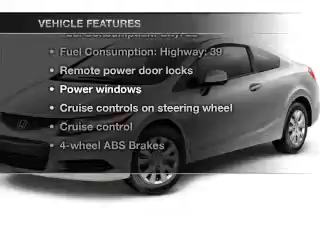 VEHICLE FEATURES
• Fuel Consumption: Highway: 39
• Remote power door locks
• Power windows
• Cruise controls on steering wheel
• Cruise control
• 4-wheel ABS Brakes